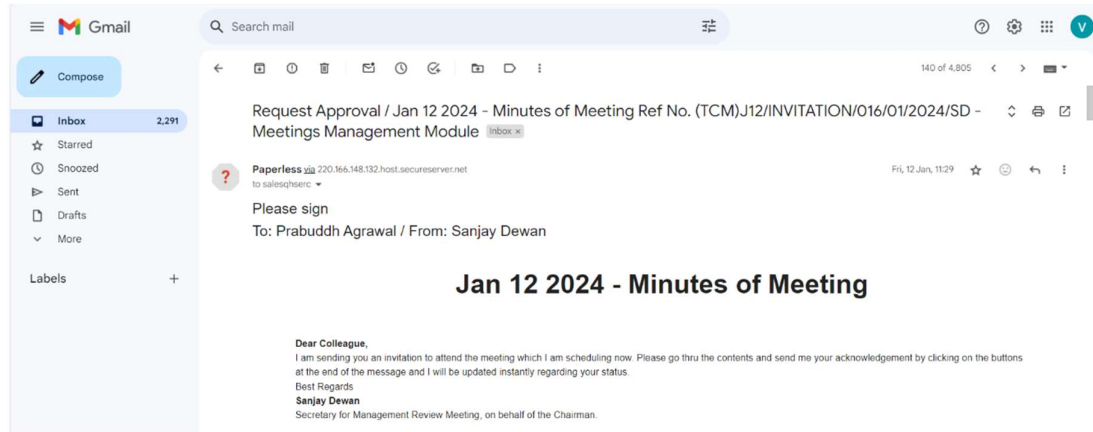 Gmail
Search mail
Compose
140 of 4,805
Inbox 2,291
Starred
Snoozed
Sent
Drafts
More
Labels
Request Approval / Jan 12 2024 - Minutes of Meeting Ref No. (TCM)J12/INVITATION/016/01/2024/SD -
Meetings Management Module Inbox ×
Paperless via 220.166.148.132.host.secureserver.net Fri, 12 Jan, 11:29
to salesqhserc
Please sign
To: Prabuddh Agrawal / From: Sanjay Dewan
Jan 12 2024 - Minutes of Meeting
Dear Colleague,
I am sending you an invitation to attend the meeting which I am scheduling now. Please go thru the contents and send me your acknowledgement by clicking on the buttons
at the end of the message and I will be updated instantly regarding your status.
Best Regards
Sanjay Dewan
Secretary for Management Review Meeting, on behalf of the Chairman.
V
?